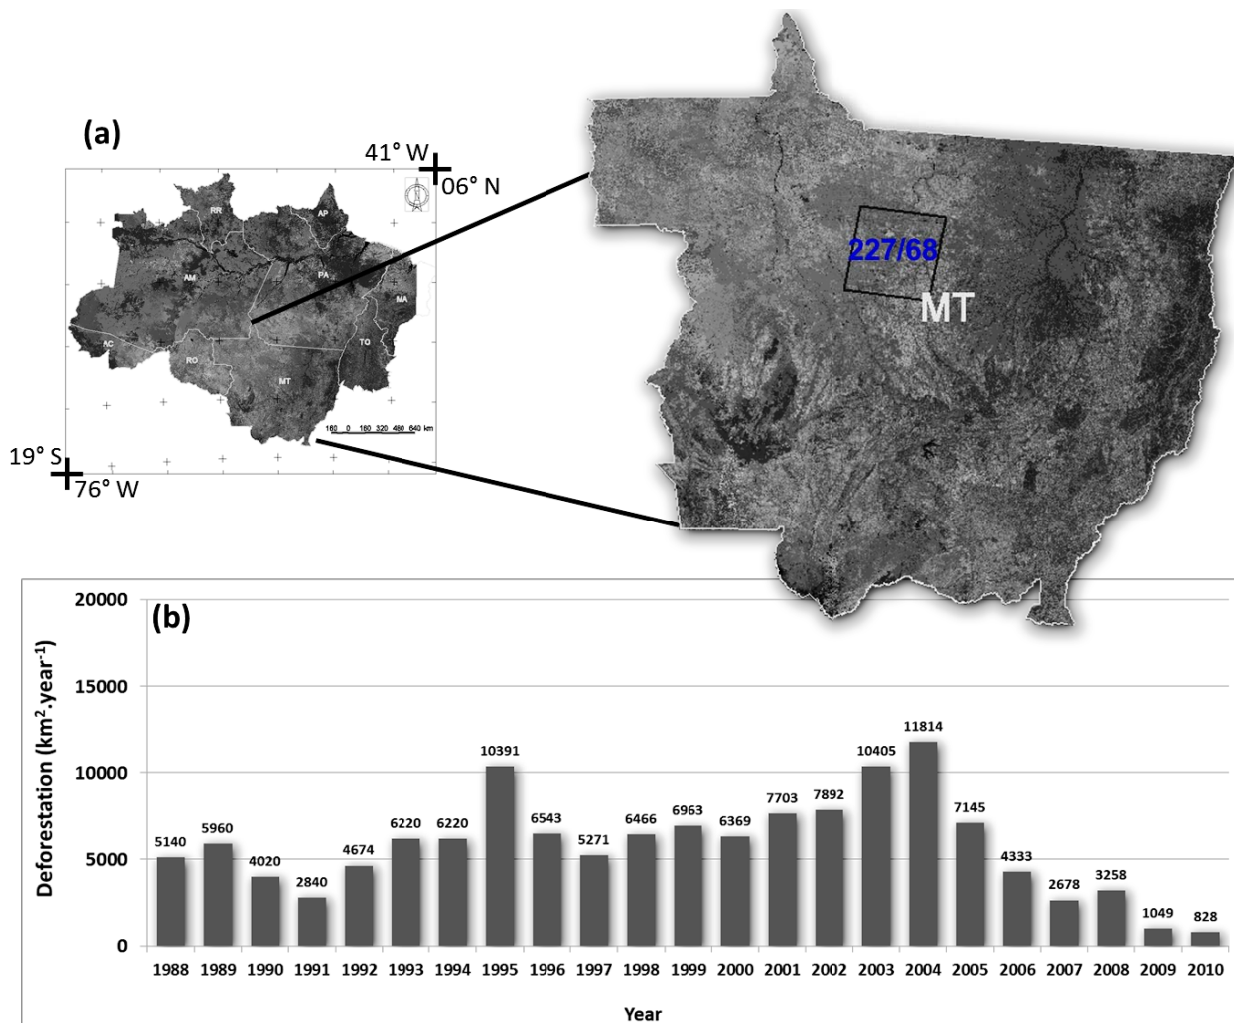 (a)
41° W
06° N
RR
AP
AM
PA
MA
AC
RO
TO
MT
160 0 160 320 480 640 km
19° S
76° W
227/68
MT
(b)
Deforestation (km².year⁻¹)
20000
15000
10000
5000
0
5140
5960
4020
2840
4674
6220
6220
10391
6543
5271
6466
6963
6369
7703
7892
10405
11814
7145
4333
2678
3258
1049
828
1988 1989 1990 1991 1992 1993 1994 1995 1996 1997 1998 1999 2000 2001 2002 2003 2004 2005 2006 2007 2008 2009 2010
Year